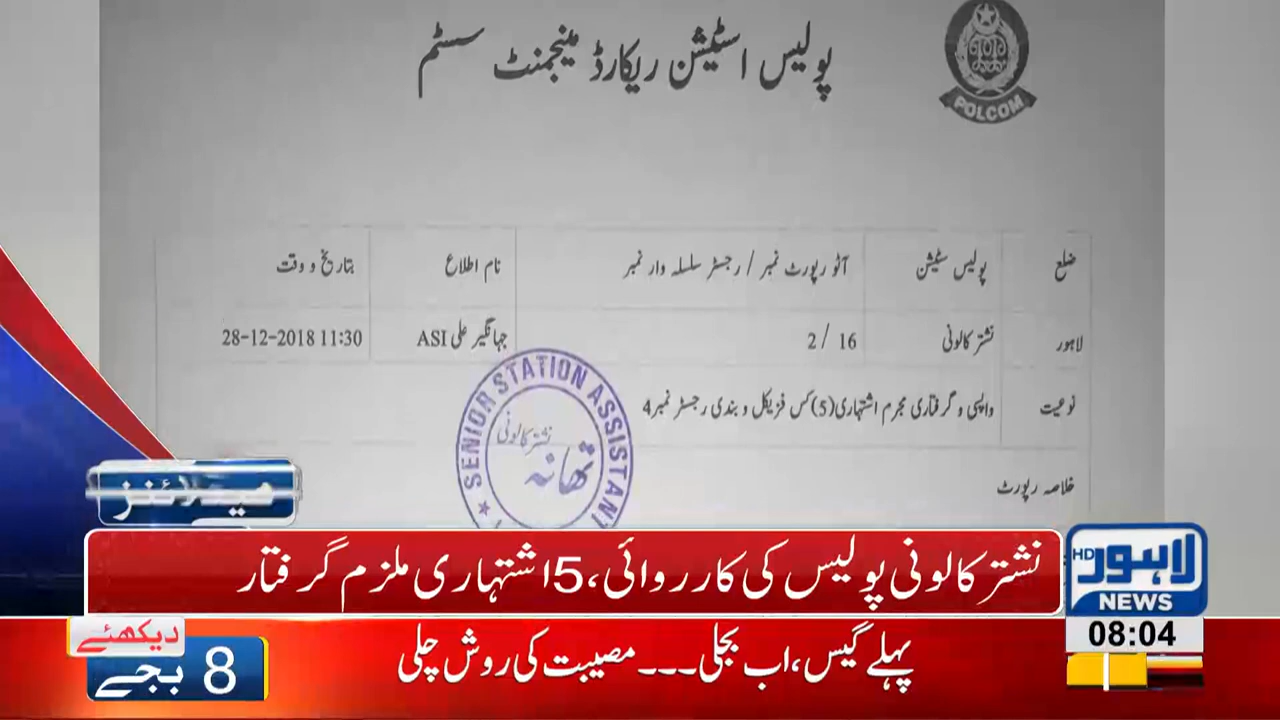 پولیس اسٹیشن ریکارڈ مینجمنٹ سسٹم
POLCOM
ضلع پولیس سٹیشن آٹو رپورٹ نمبر / رجسٹر سلسلہ وار نمبر نام اطلاع بتاریخ و وقت
لاہور نشتر کالونی 16 / 2 جہانگیر علی ASI 28-12-2018 11:30
نوعیت واپسی و گرفتاری مجرم اشتہاری(5)کس فزیکل و بندی رجسٹر نمبر 4
خلاصہ رپورٹ
SENIOR STATION ASSISTANT
نشتر کالونی
تھانہ
ہیڈلائنز
نشتر کالونی پولیس کی کارروائی، 5 اشتہاری ملزم گرفتار
لاہور HD
NEWS
08:04
دیکھئے
8 بجے
پہلے گیس، اب بجلی۔۔۔ مصیبت کی روش چلی